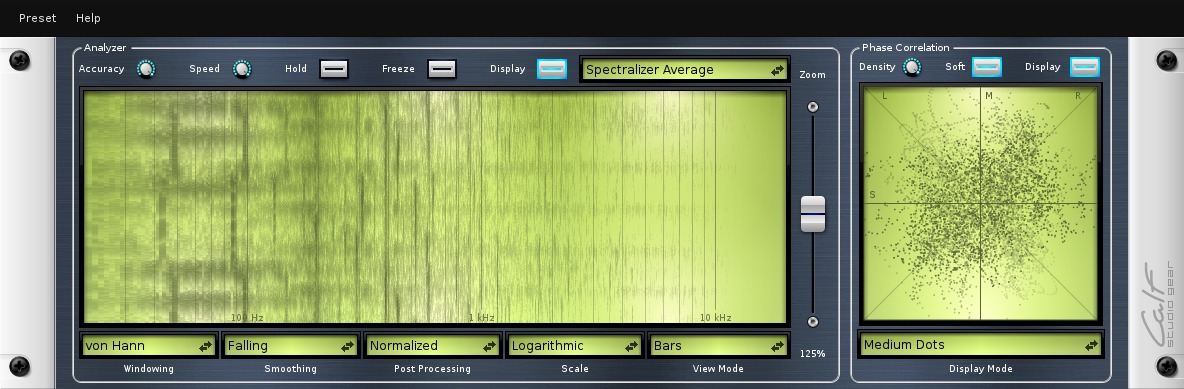 Preset Help
Analyzer
Accuracy Speed Hold Freeze Display Spectralizer Average
Zoom
100 Hz 1 kHz 10 kHz
125%
von Hann Falling Normalized Logarithmic Bars
Windowing Smoothing Post Processing Scale View Mode
Phase Correlation
Density Soft Display
L M R
S
Medium Dots
Display Mode
Calf
studio gear